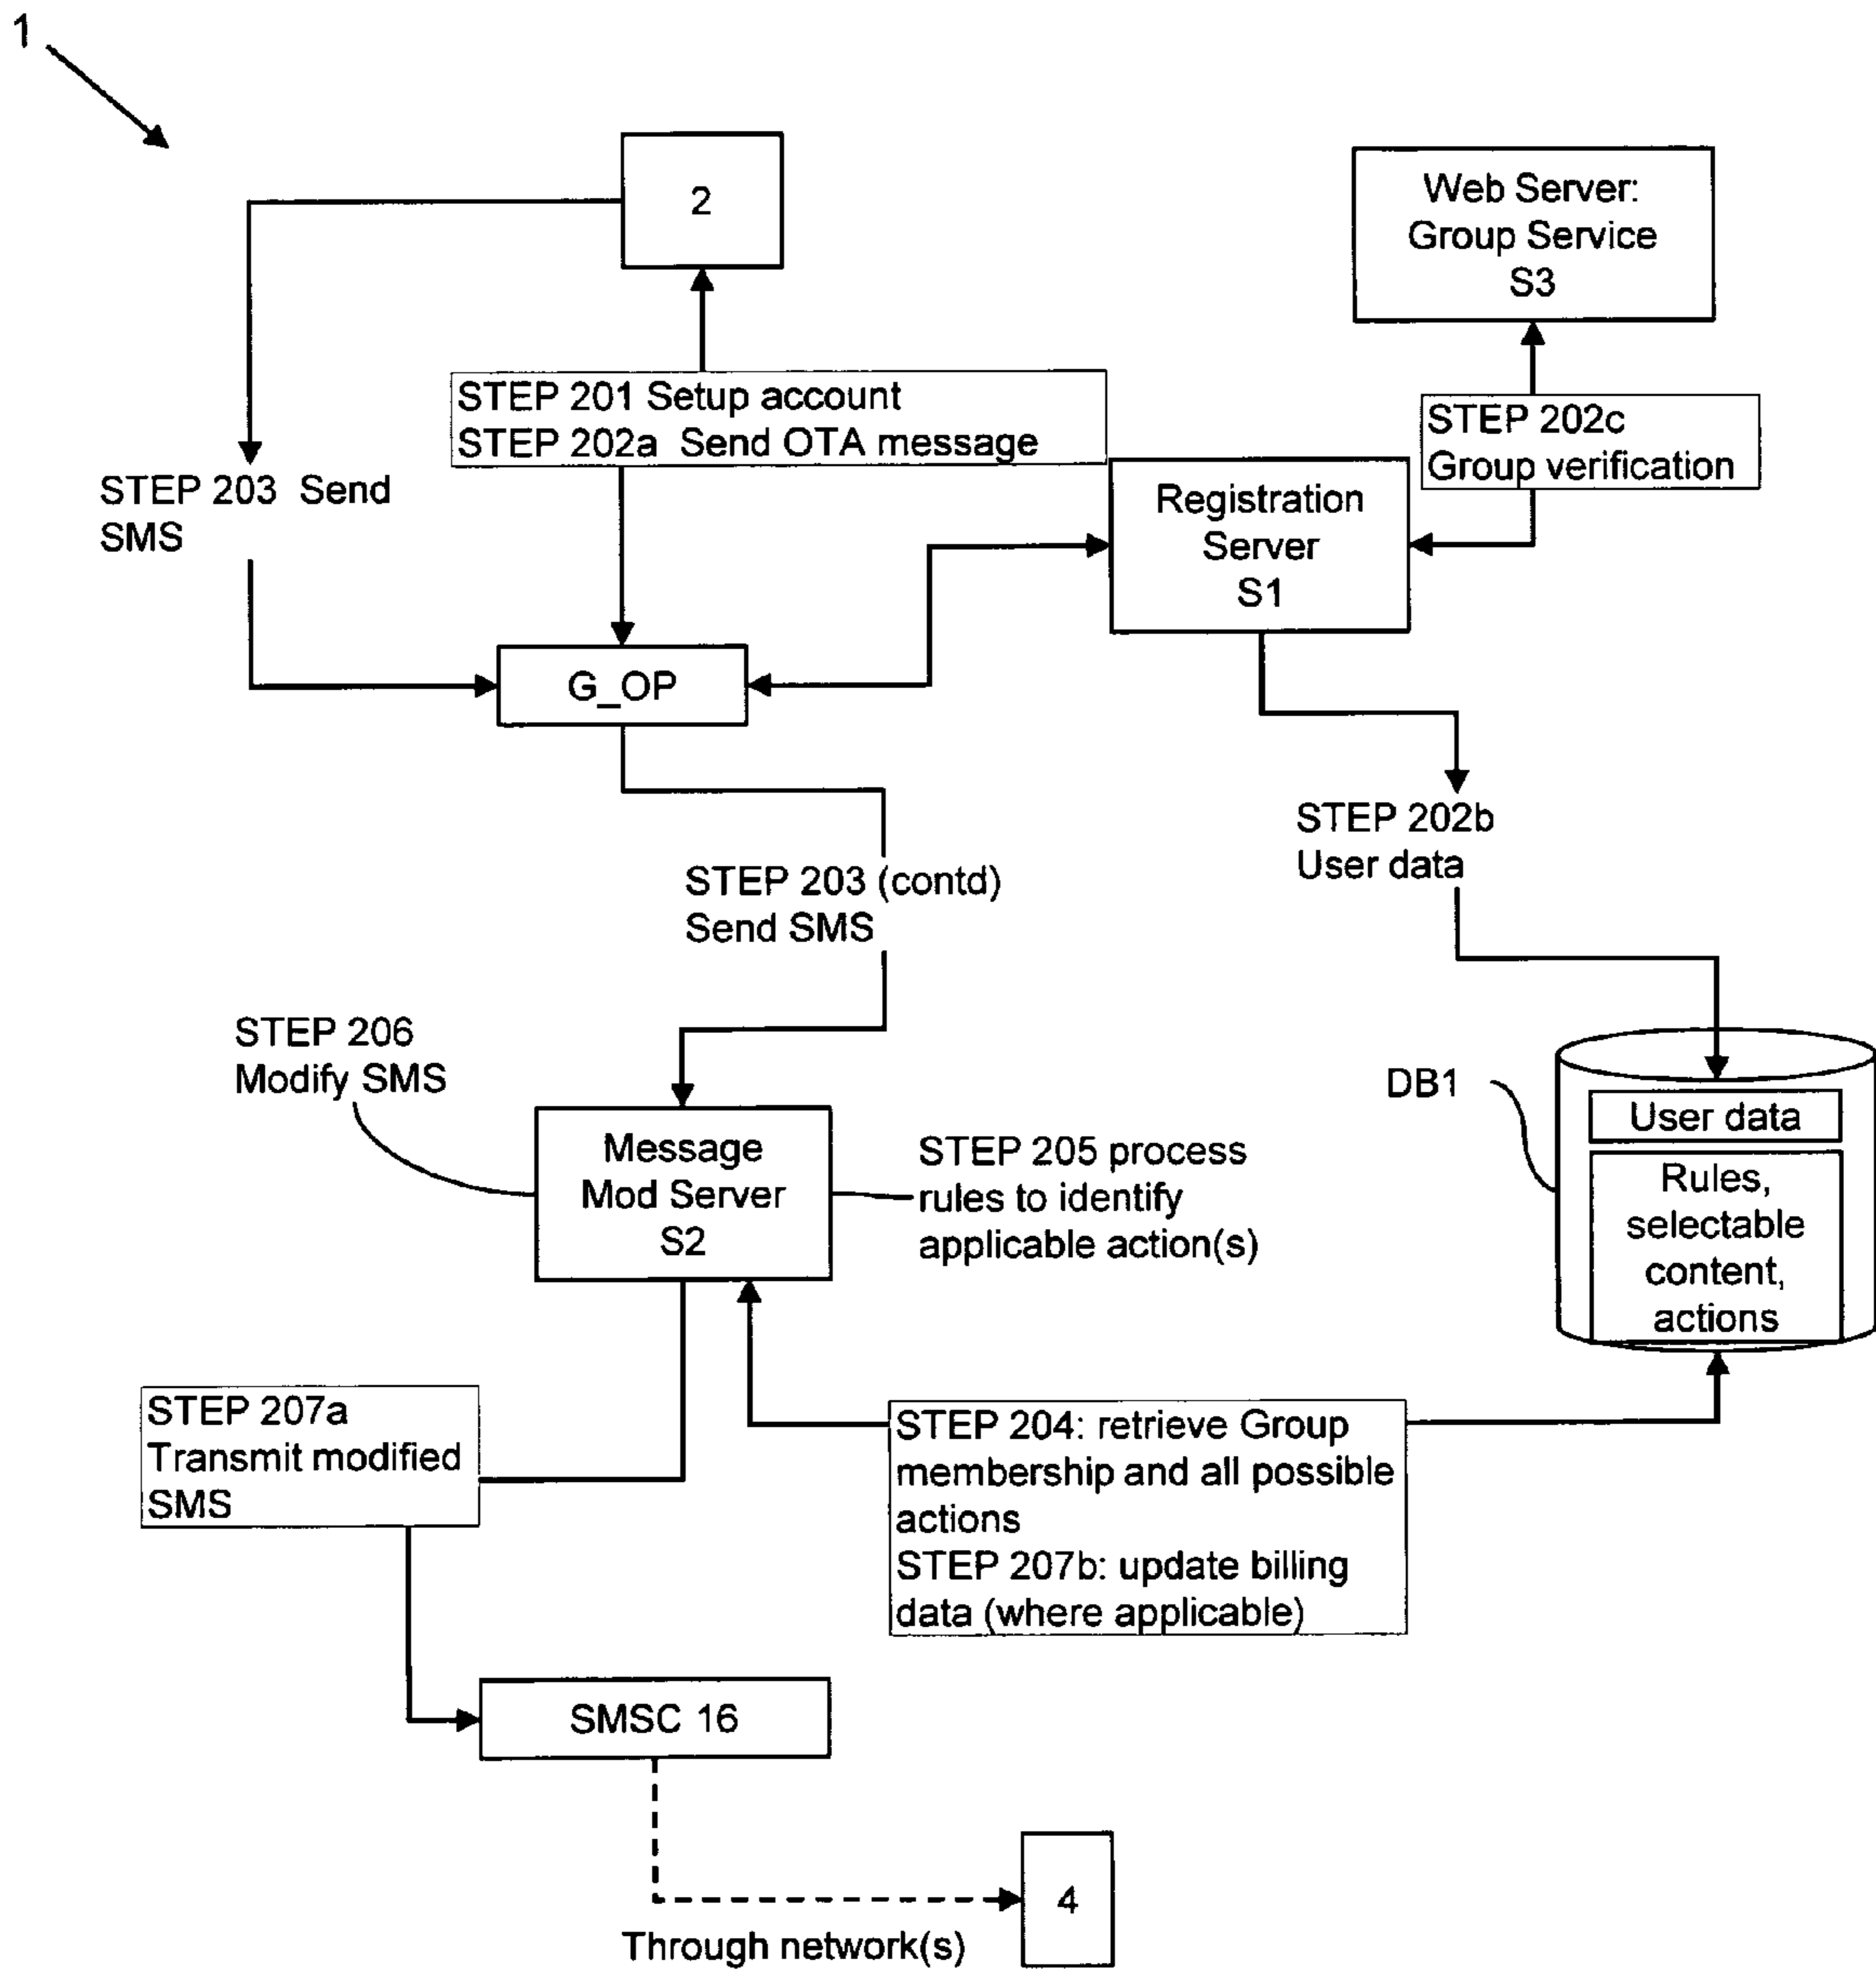 1
2
Web Server:
Group Service
S3
STEP 201 Setup account
STEP 202a Send OTA message
STEP 202c
Group verification
STEP 203 Send
SMS
Registration
Server
S1
G_OP
STEP 202b
User data
STEP 203 (contd)
Send SMS
STEP 206
Modify SMS
DB1
User data
Message
Mod Server
S2
STEP 205 process
rules to identify
applicable action(s)
Rules,
selectable
content,
actions
STEP 207a
Transmit modified
SMS
STEP 204: retrieve Group
membership and all possible
actions
STEP 207b: update billing
data (where applicable)
SMSC 16
4
Through network(s)